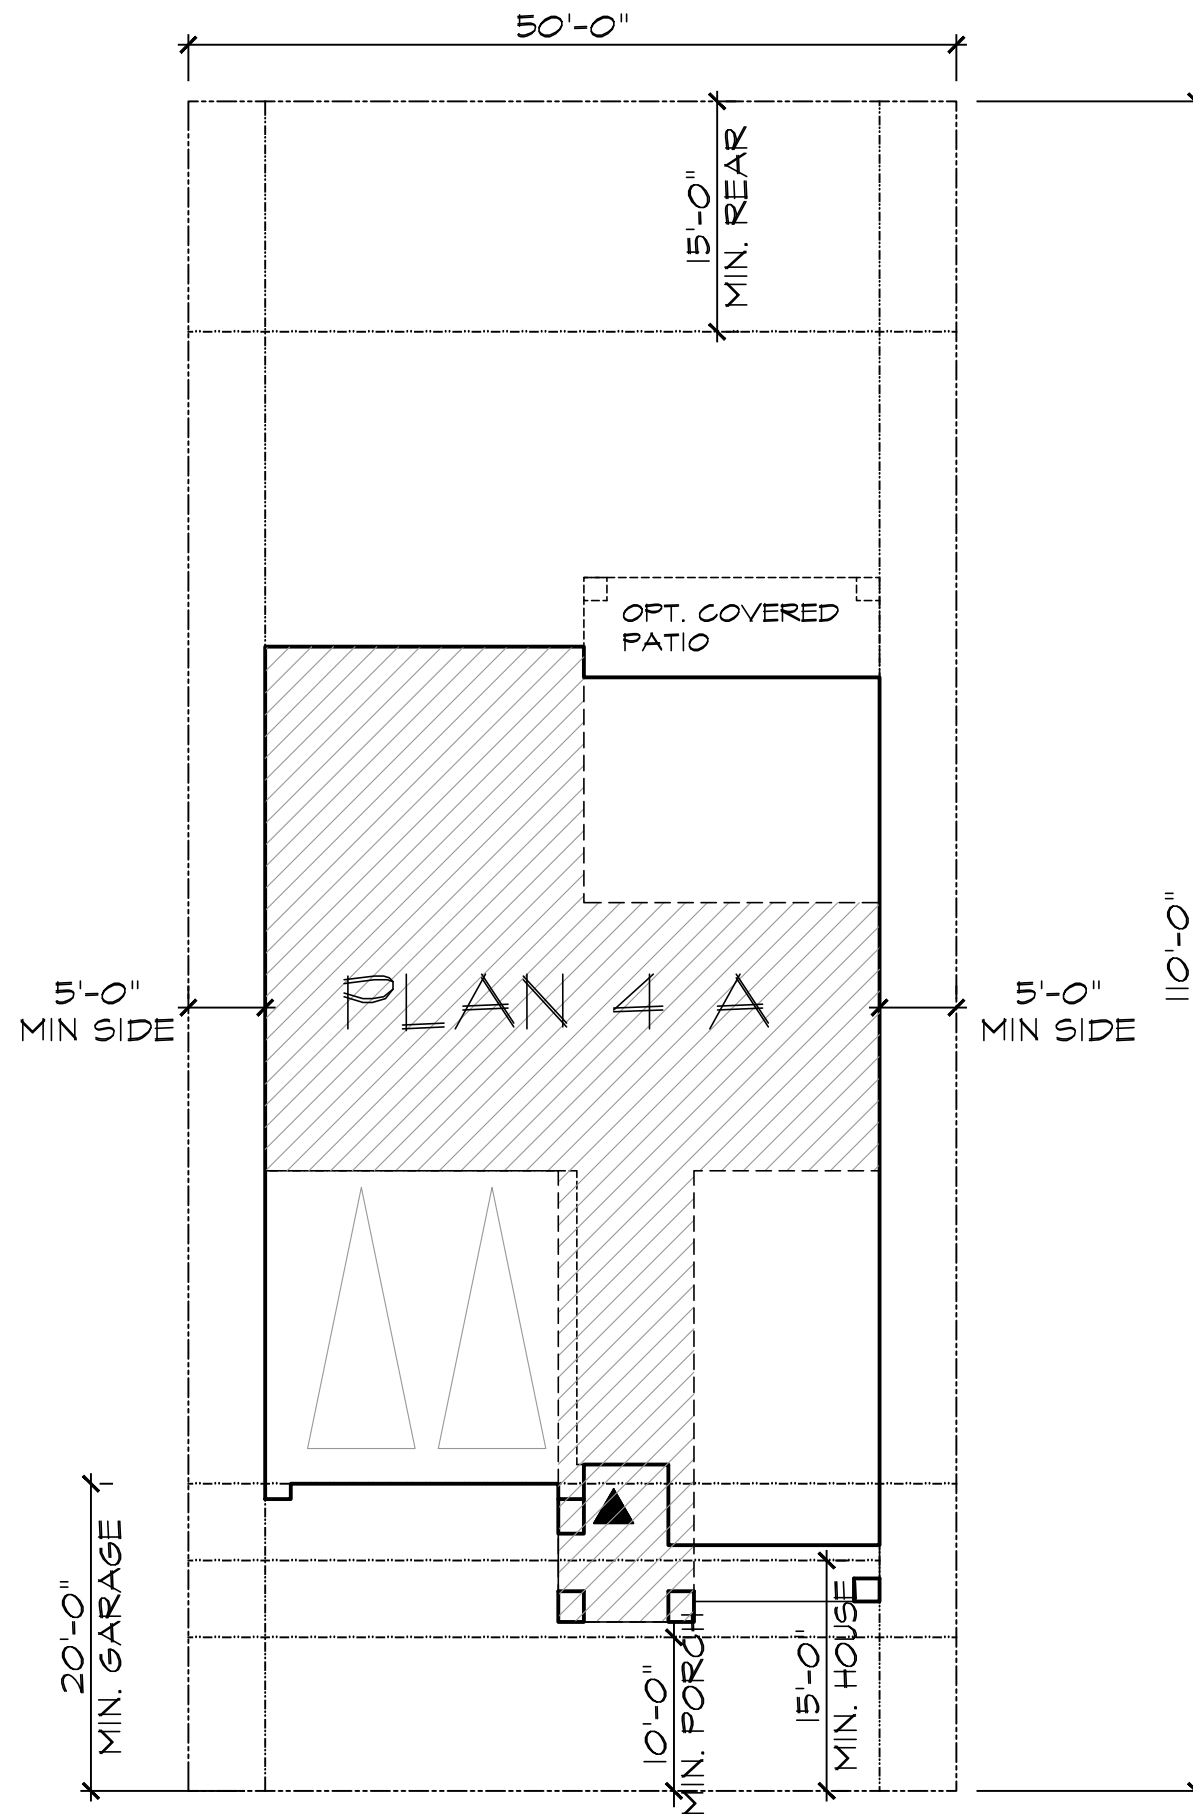 50'-0"
15'-0"
MIN. REAR
OPT. COVERED
PATIO
110'-0"
5'-0"
MIN SIDE
PLAN 4 A
5'-0"
MIN SIDE
20'-0"
MIN. GARAGE
10'-0"
MIN. PORCH
15'-0"
MIN. HOUSE